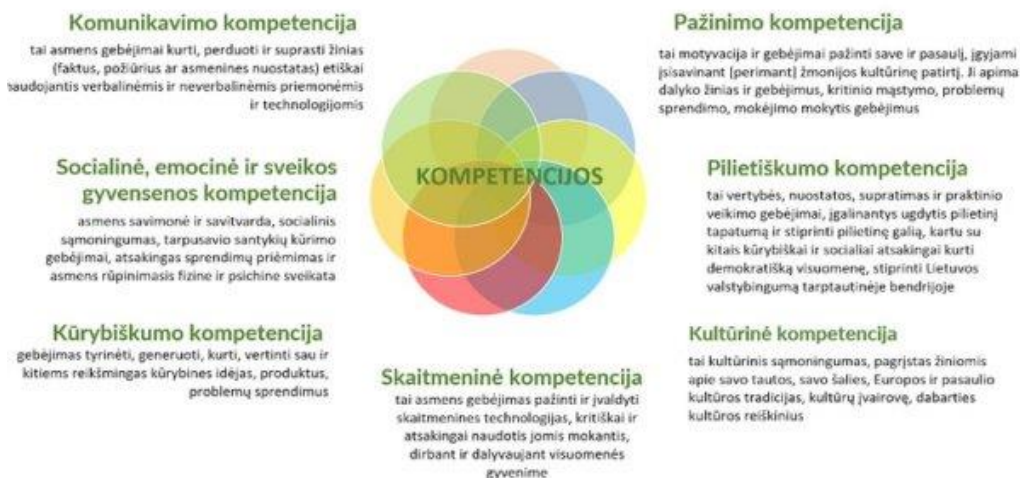 Komunikavimo kompetencija
tai asmens gebėjimai kurti, perduoti ir suprasti žinias
(faktus, požiūrius ar asmenines nuostatas) etiškai
naudojantis verbalinėmis ir neverbalinėmis priemonėmis
ir technologijomis
Socialinė, emocinė ir sveikos
gyvensenos kompetencija
asmens savimonė ir savitvarda, socialinis
sąmoningumas, tarpusavio santykių kūrimo
gebėjimai, atsakingas sprendimų priėmimas ir
asmens rūpinimasis fizine ir psichine sveikata
Kūrybiškumo kompetencija
gebėjimas tyrinėti, generuoti, kurti, vertinti sau ir
kitiems reikšmingas kūrybines idėjas, produktus,
problemų sprendimus
KOMPETENCIJOS
Skaitmeninė kompetencija
tai asmens gebėjimas pažinti ir įvaldyti
skaitmenines technologijas, kritiškai ir
atsakingai naudotis jomis mokantis,
dirbant ir dalyvaujant visuomenės
gyvenime
Pažinimo kompetencija
tai motyvacija ir gebėjimai pažinti save ir pasaulį, įgyjami
įsisavinant [perimant] žmonijos kultūrinę patirtį. Ji apima
dalyko žinias ir gebėjimus, kritinio mąstymo, problemų
sprendimo, mokėjimo mokytis gebėjimus
Pilietiškumo kompetencija
tai vertybės, nuostatos, supratimas ir praktinio
veikimo gebėjimai, įgalinantys ugdytis pilietinį
tapatumą ir stiprinti pilietinę galią, kartu su
kitais kūrybiškai ir socialiai atsakingai kurti
demokratišką visuomenę, stiprinti Lietuvos
valstybingumą tarptautinėje bendrijoje
Kultūrinė kompetencija
tai kultūrinis sąmoningumas, pagrįstas žiniomis
apie savo tautos, savo šalies, Europos ir pasaulio
kultūros tradicijas, kultūrų įvairovę, dabarties
kultūros reiškinius